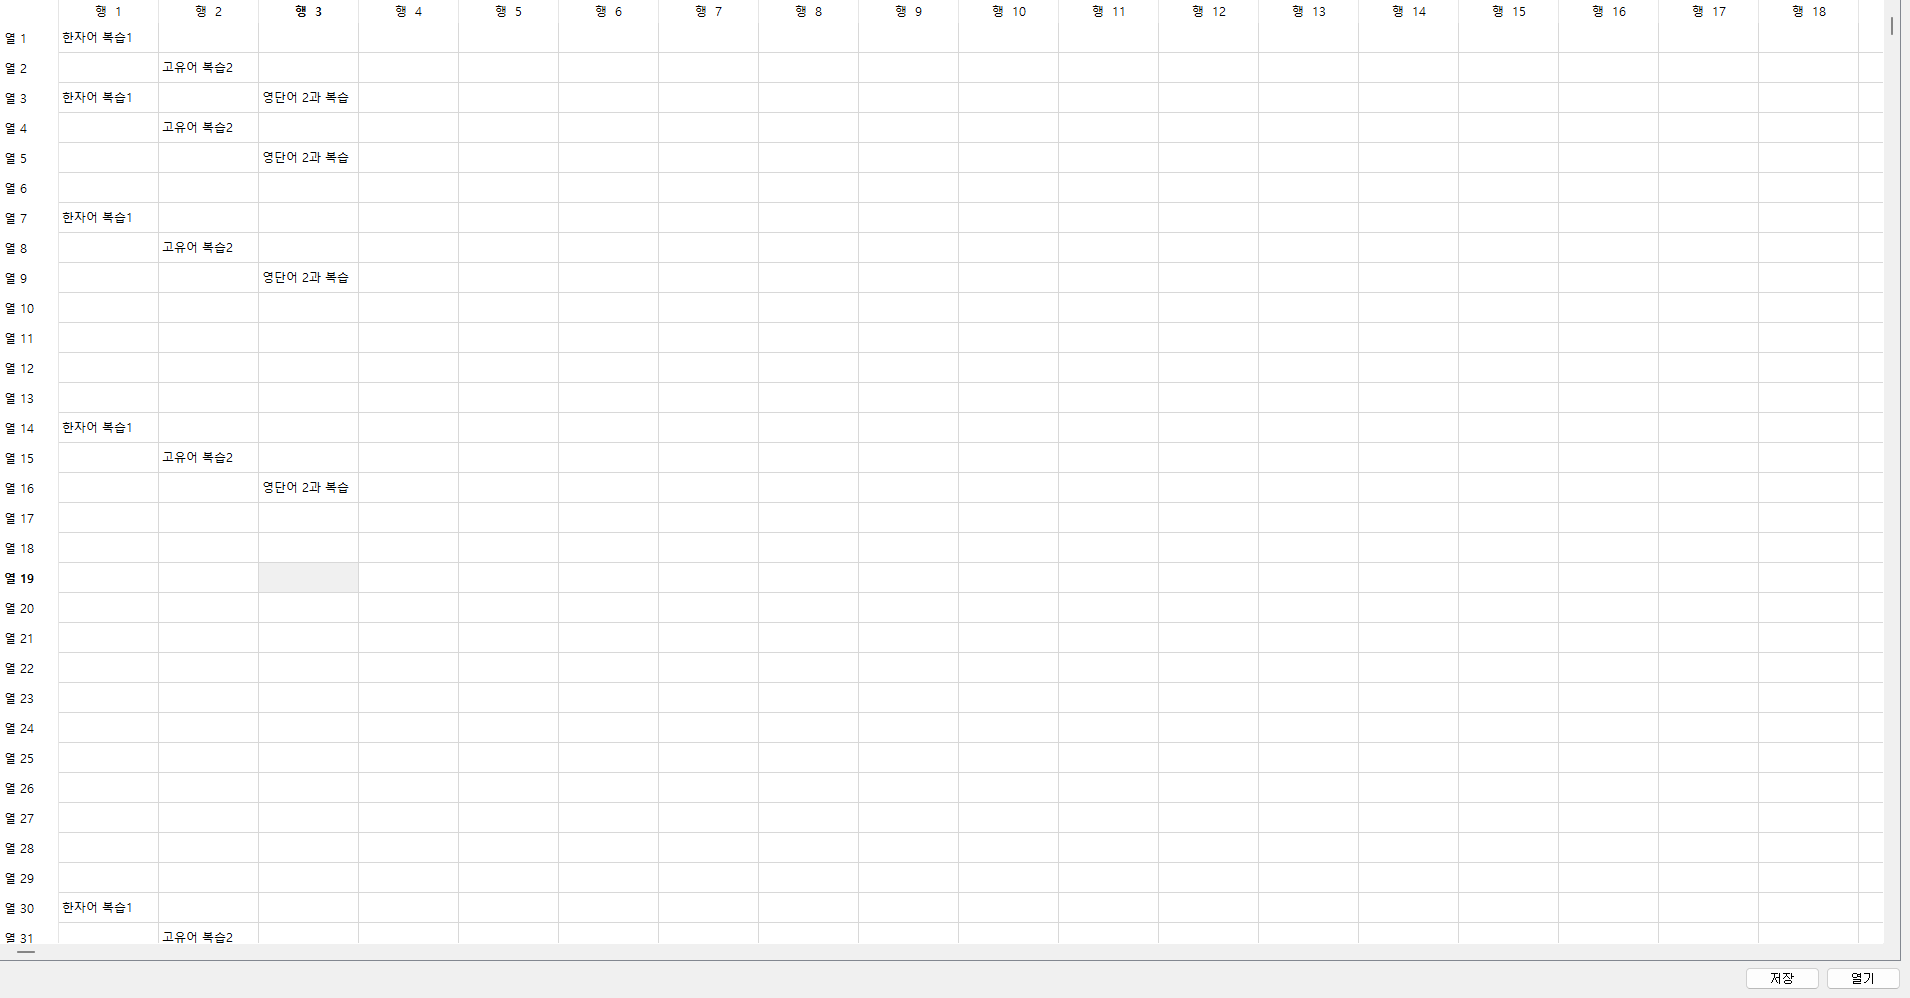 행 1 행 2 행 3 행 4 행 5 행 6 행 7 행 8 행 9 행 10 행 11 행 12 행 13 행 14 행 15 행 16 행 17 행 18
열 1 한자어 복습1
열 2 고유어 복습2
열 3 한자어 복습1 영단어 2과 복습
열 4 고유어 복습2
열 5 영단어 2과 복습
열 6
열 7 한자어 복습1
열 8 고유어 복습2
열 9 영단어 2과 복습
열 10
열 11
열 12
열 13
열 14 한자어 복습1
열 15 고유어 복습2
열 16 영단어 2과 복습
열 17
열 18
열 19
열 20
열 21
열 22
열 23
열 24
열 25
열 26
열 27
열 28
열 29
열 30 한자어 복습1
열 31 고유어 복습2
저장 열기